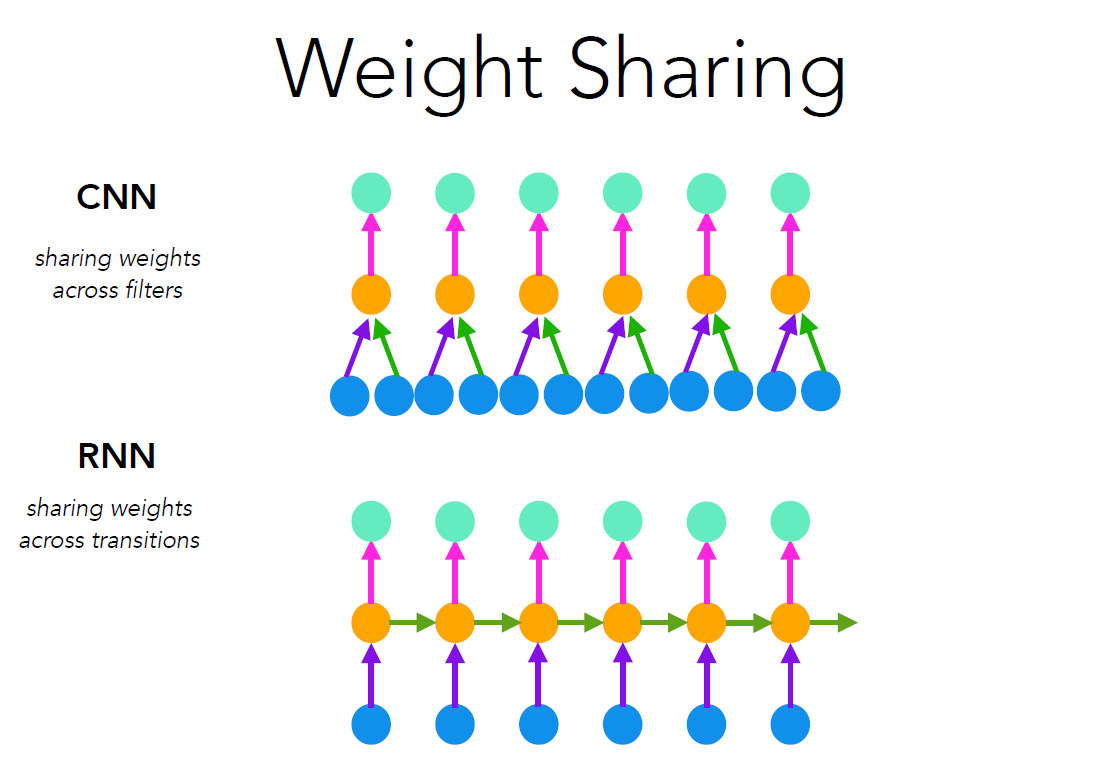 Weight Sharing
CNN
sharing weights
across filters
RNN
sharing weights
across transitions